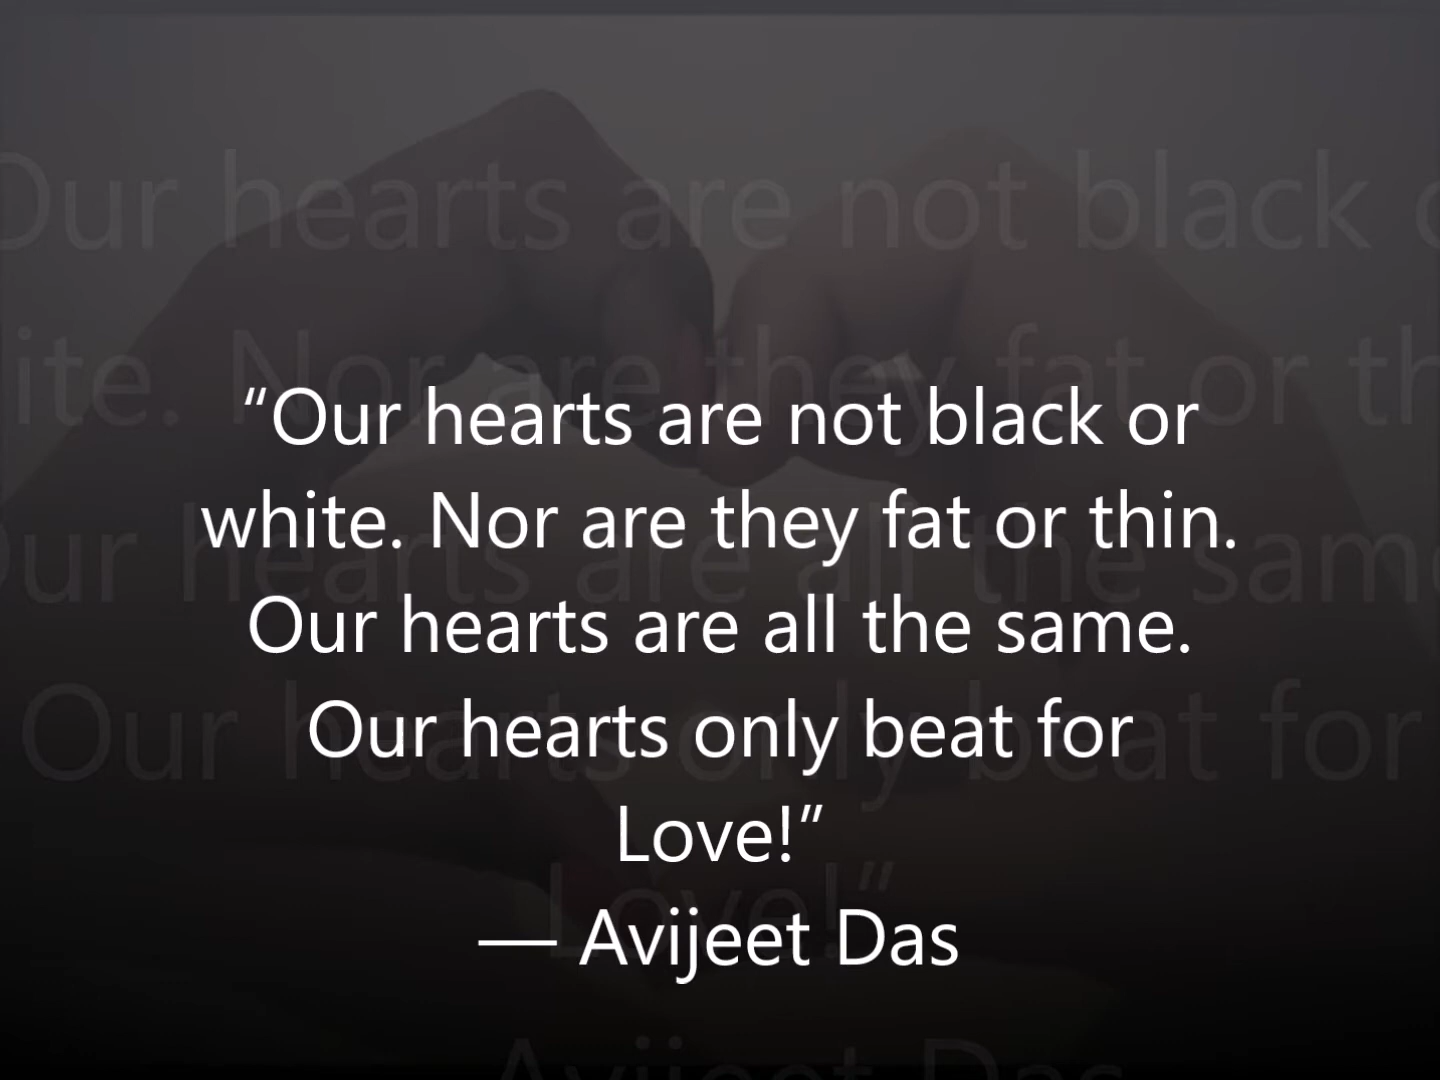 “Our hearts are not black or
white. Nor are they fat or thin.
Our hearts are all the same.
Our hearts only beat for
Love!”
— Avijeet Das